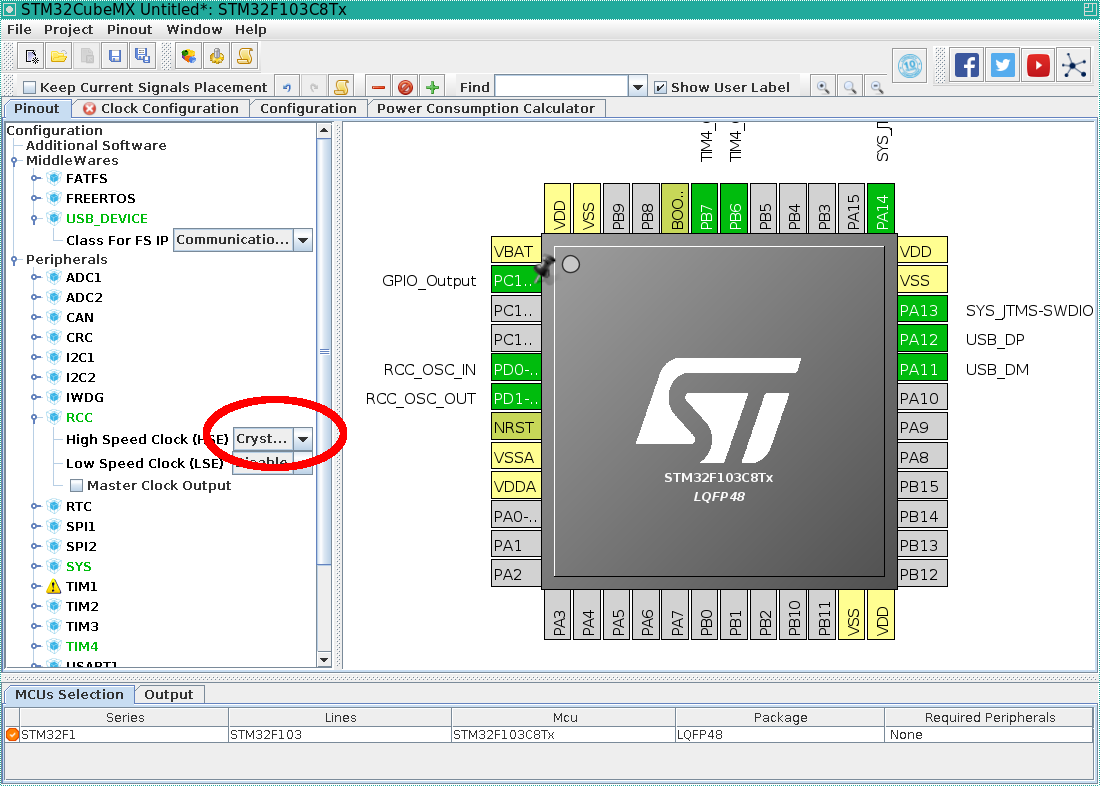 STM32CubeMX Untitled*: STM32F103C8Tx
File Project Pinout Window Help
Keep Current Signals Placement Find Show User Label
Pinout Clock Configuration Configuration Power Consumption Calculator
Configuration
Additional Software
MiddleWares
FATFS
FREERTOS
USB_DEVICE
Class For FS IP Communicatio...
Peripherals
ADC1
ADC2
CAN
CRC
I2C1
I2C2
IWDG
RCC
High Speed Clock (HSE) Cryst...
Low Speed Clock (LSE) Disable
Master Clock Output
RTC
SPI1
SPI2
SYS
TIM1
TIM2
TIM3
TIM4
USART1
TIM4_
TIM4_
SYS_JT
VDD
VSS
PB9
PB8
BOO..
PB7
PB6
PB5
PB4
PB3
PA15
PA14
VBAT
GPIO_Output PC1..
PC1..
PC1..
RCC_OSC_IN PD0-..
RCC_OSC_OUT PD1-..
NRST
VSSA
VDDA
PA0-..
PA1
PA2
ST
STM32F103C8Tx
LQFP48
VDD
VSS
PA13 SYS_JTMS-SWDIO
PA12 USB_DP
PA11 USB_DM
PA10
PA9
PA8
PB15
PB14
PB13
PB12
PA3
PA4
PA5
PA6
PA7
PB0
PB1
PB2
PB10
PB11
VSS
VDD
MCUs Selection Output
Series Lines Mcu Package Required Peripherals
STM32F1 STM32F103 STM32F103C8Tx LQFP48 None